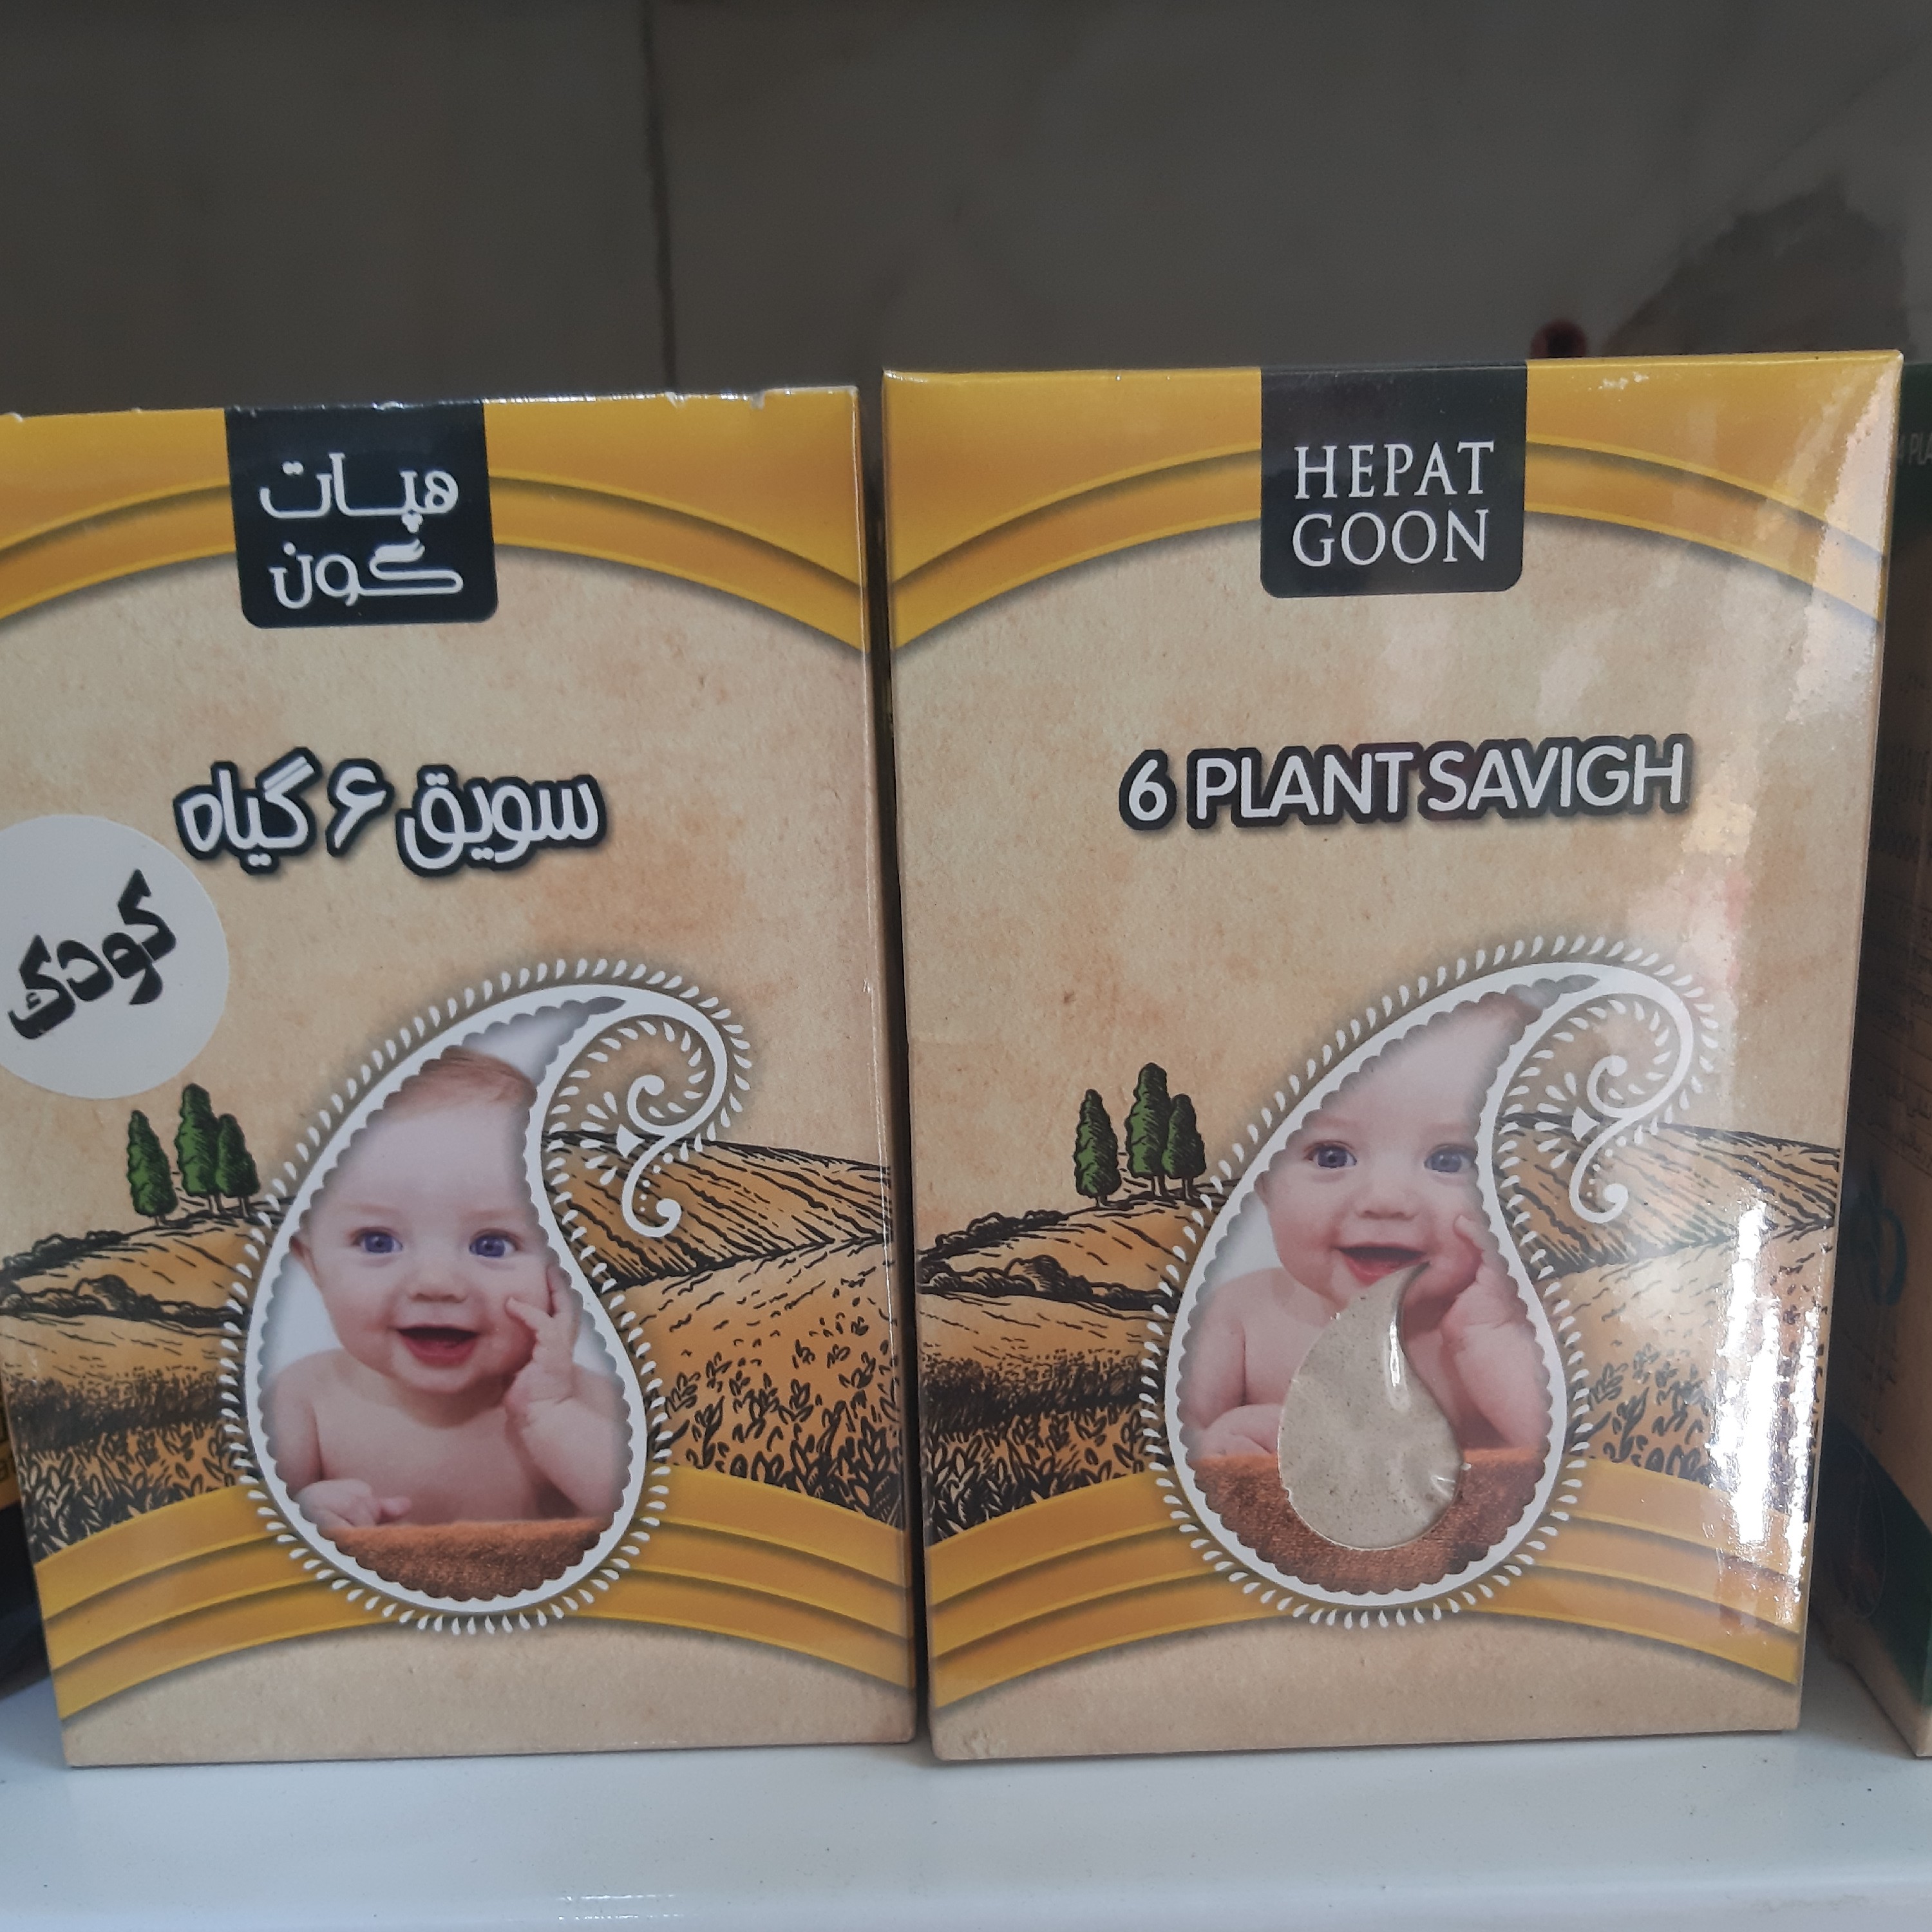 هپات
گون
سویق ۶ گیاه
کودک
HEPAT
GOON
6 PLANT SAVIGH